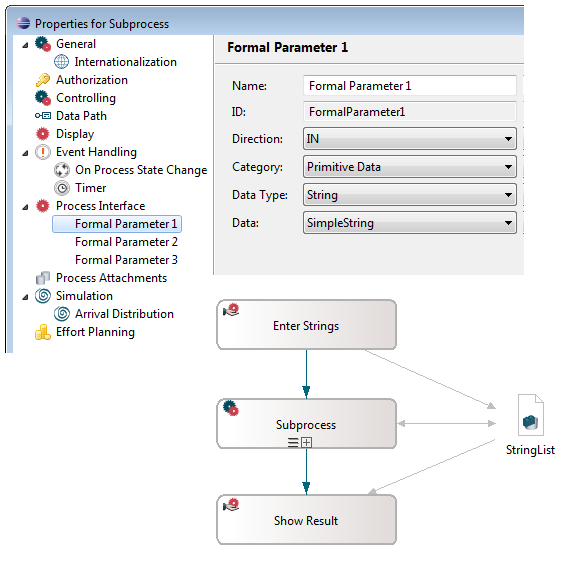 Properties for Subprocess
General
Internationalization
Authorization
Controlling
Data Path
Display
Event Handling
On Process State Change
Timer
Process Interface
Formal Parameter 1
Formal Parameter 2
Formal Parameter 3
Process Attachments
Simulation
Arrival Distribution
Effort Planning
Formal Parameter 1
Name: Formal Parameter 1
ID: FormalParameter1
Direction: IN
Category: Primitive Data
Data Type: String
Data: SimpleString
Enter Strings
Subprocess
StringList
Show Result